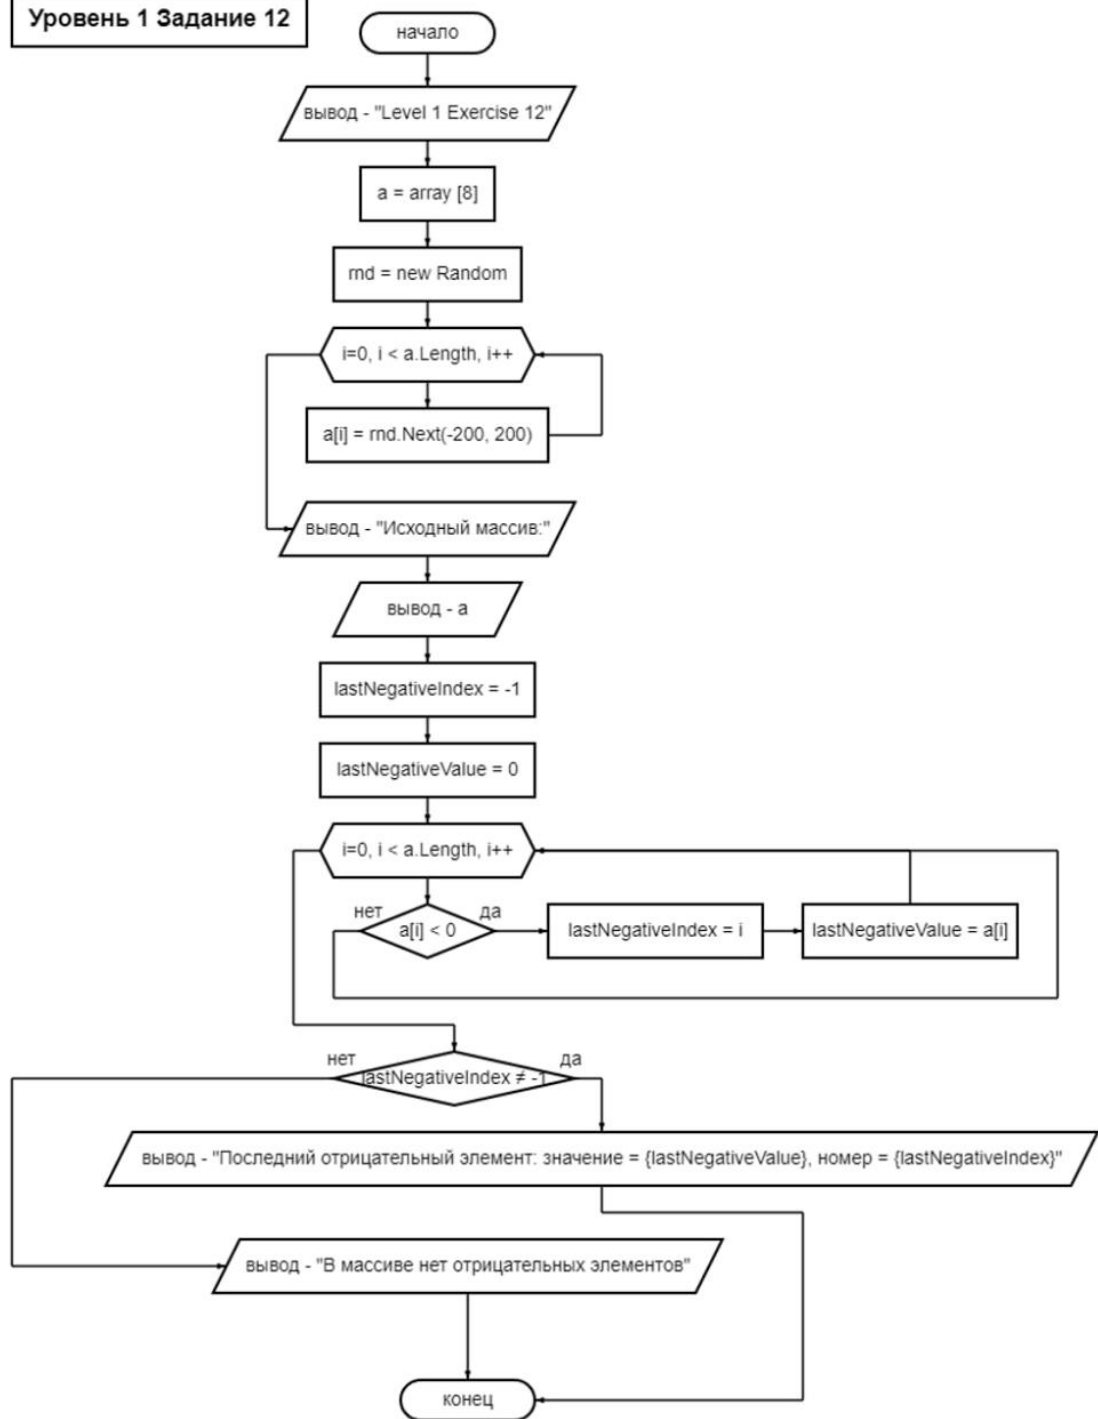 Уровень 1 Задание 12
начало
вывод - "Level 1 Exercise 12"
a = array [8]
rnd = new Random
i=0, i < a.Length, i++
a[i] = rnd.Next(-200, 200)
вывод - "Исходный массив:"
вывод - a
lastNegativeIndex = -1
lastNegativeValue = 0
i=0, i < a.Length, i++
нет
да
a[i] < 0
lastNegativeIndex = i
lastNegativeValue = a[i]
нет
да
lastNegativeIndex ≠ -1
вывод - "Последний отрицательный элемент: значение = {lastNegativeValue}, номер = {lastNegativeIndex}"
вывод - "В массиве нет отрицательных элементов"
конец